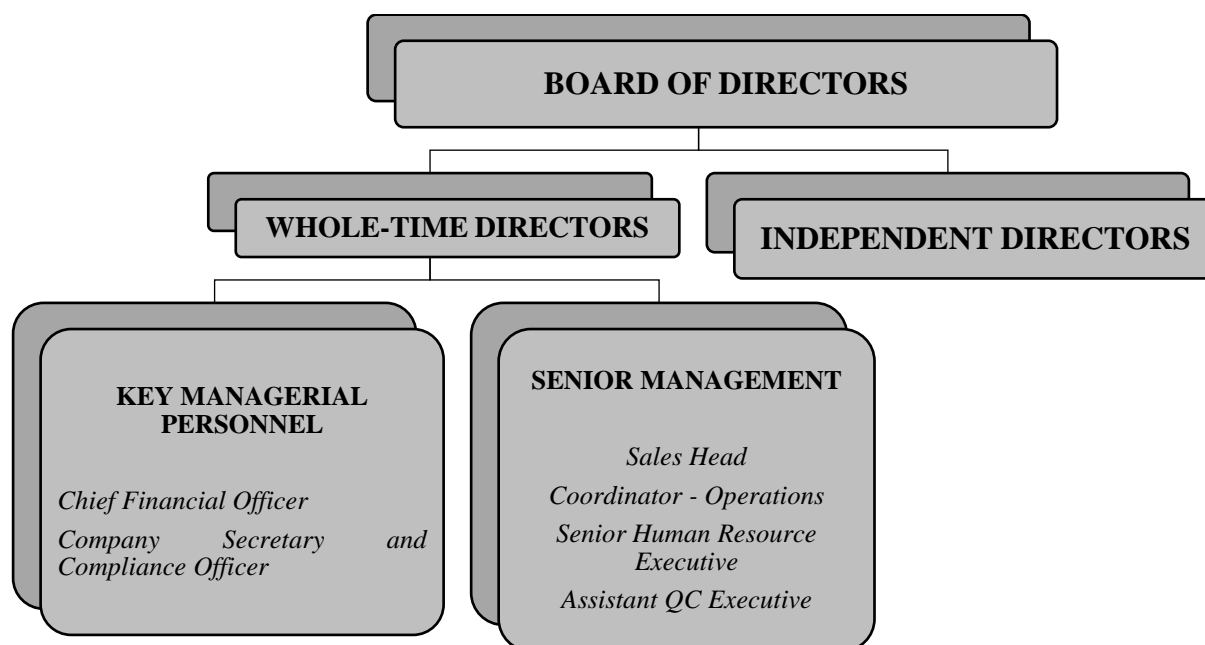 BOARD OF DIRECTORS
WHOLE-TIME DIRECTORS
INDEPENDENT DIRECTORS
KEY MANAGERIAL
PERSONNEL
Chief Financial Officer
Company Secretary and
Compliance Officer
SENIOR MANAGEMENT
Sales Head
Coordinator - Operations
Senior Human Resource
Executive
Assistant QC Executive